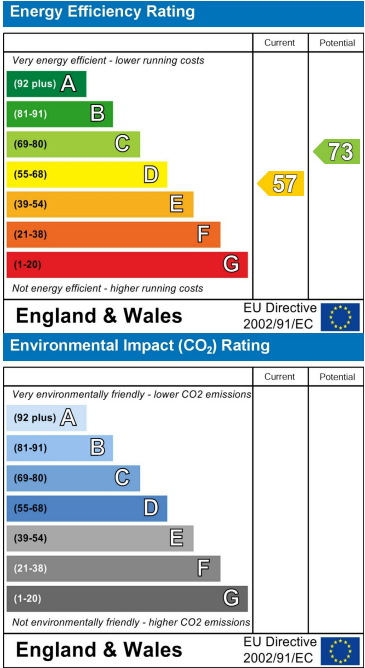 Energy Efficiency Rating
Current Potential
Very energy efficient - lower running costs
(92 plus) A
(81-91) B
(69-80) C
73
(55-68) D
57
(39-54) E
(21-38) F
(1-20) G
Not energy efficient - higher running costs
England & Wales
EU Directive
2002/91/EC
Environmental Impact (CO2) Rating
Current Potential
Very environmentally friendly - lower CO2 emissions
(92 plus) A
(81-91) B
(69-80) C
(55-68) D
(39-54) E
(21-38) F
(1-20) G
Not environmentally friendly - higher CO2 emissions
England & Wales
EU Directive
2002/91/EC